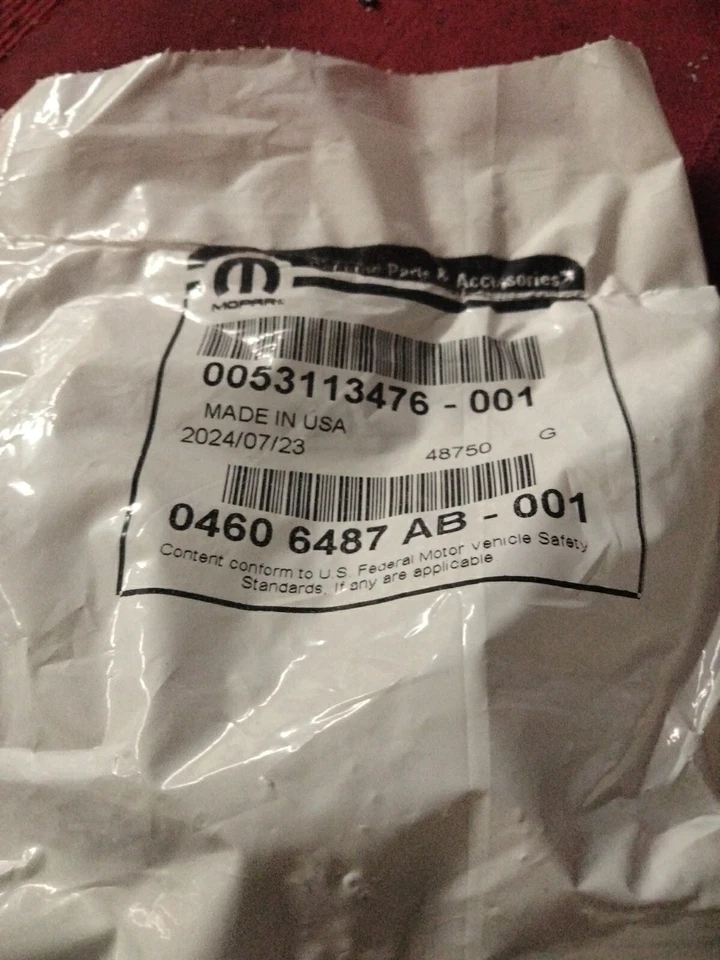 Parts & Accessories
MOPAR
0053113476 - 001
MADE IN USA
2024/07/23
48750 G
0460 6487 AB - 001
Content conform to U.S. Federal Motor vehicle Safety
Standards, If any are applicable